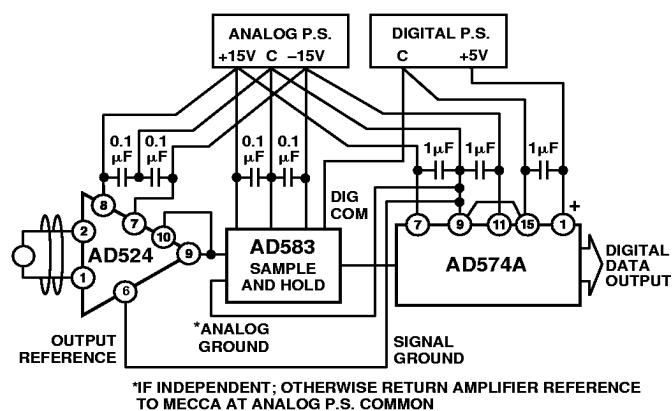 ANALOG P.S.
+15V C –15V
DIGITAL P.S.
C +5V
0.1 µF
0.1 µF
0.1 µF
0.1 µF
1µF
1µF
1µF
+
8
7
10
9
2
1
6
AD524
DIG COM
AD583
SAMPLE
AND HOLD
7
9
11
15
1
AD574A
DIGITAL
DATA
OUTPUT
OUTPUT
REFERENCE
*ANALOG
GROUND
SIGNAL
GROUND
*IF INDEPENDENT; OTHERWISE RETURN AMPLIFIER REFERENCE
TO MECCA AT ANALOG P.S. COMMON